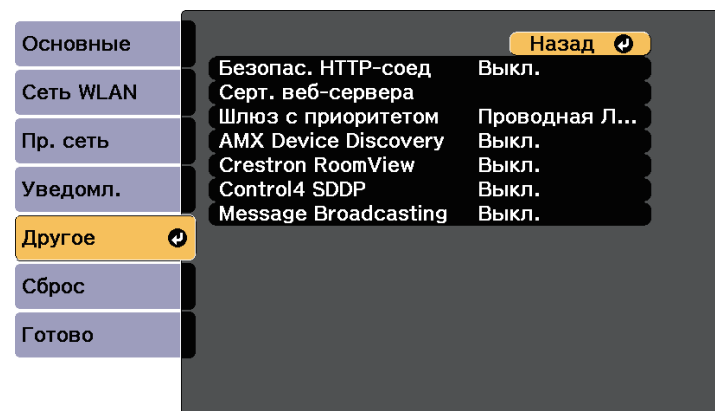 Основные
Сеть WLAN
Пр. сеть
Уведомл.
Другое
Сброс
Готово
Назад
Безопас. HTTP-соед Выкл.
Серт. веб-сервера
Шлюз с приоритетом Проводная Л...
AMX Device Discovery Выкл.
Crestron RoomView Выкл.
Control4 SDDP Выкл.
Message Broadcasting Выкл.